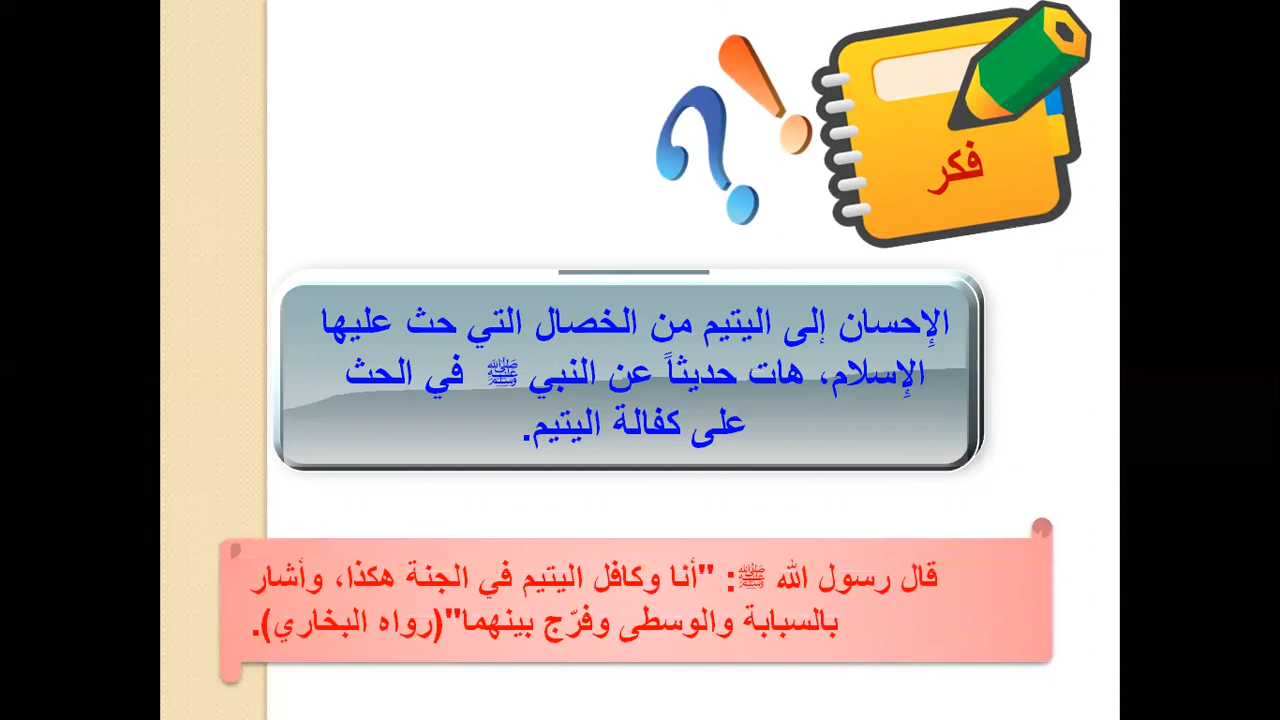 فكر
الإحسان إلى اليتيم من الخصال التي حث عليها
الإسلام، هات حديثاً عن النبي ﷺ في الحث
على كفالة اليتيم.
قال رسول الله ﷺ: "أنا وكافل اليتيم في الجنة هكذا، وأشار
بالسبابة والوسطى وفرّج بينهما"(رواه البخاري).